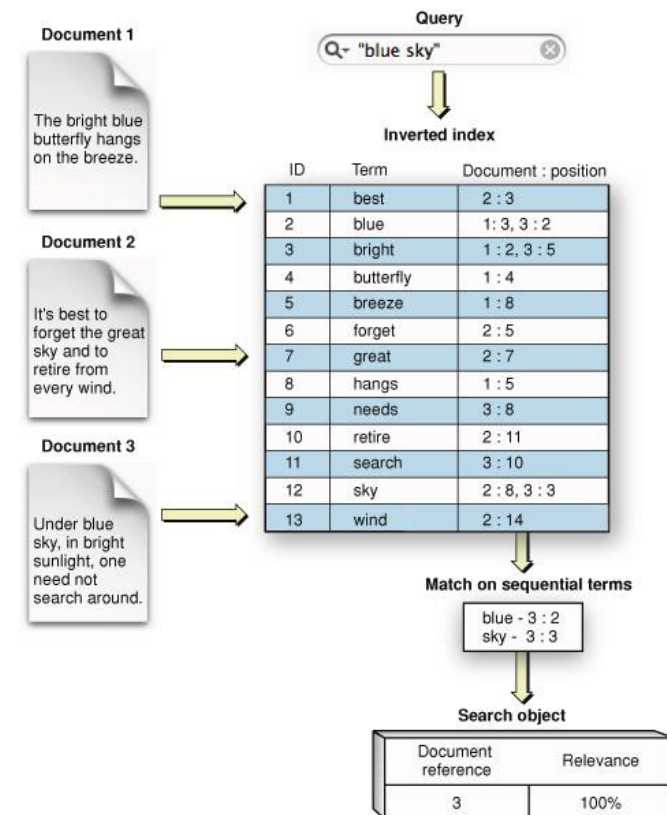 Document 1
The bright blue
butterfly hangs
on the breeze.
Document 2
It's best to
forget the great
sky and to
retire from
every wind.
Document 3
Under blue
sky, in bright
sunlight, one
need not
search around.
Query
"blue sky"
Inverted index
ID Term Document : position
1 best 2 : 3
2 blue 1: 3, 3 : 2
3 bright 1 : 2, 3 : 5
4 butterfly 1 : 4
5 breeze 1 : 8
6 forget 2 : 5
7 great 2 : 7
8 hangs 1 : 5
9 needs 3 : 8
10 retire 2 : 11
11 search 3 : 10
12 sky 2 : 8, 3 : 3
13 wind 2 : 14
Match on sequential terms
blue - 3 : 2
sky - 3 : 3
Search object
Document
reference
Relevance
3 100%